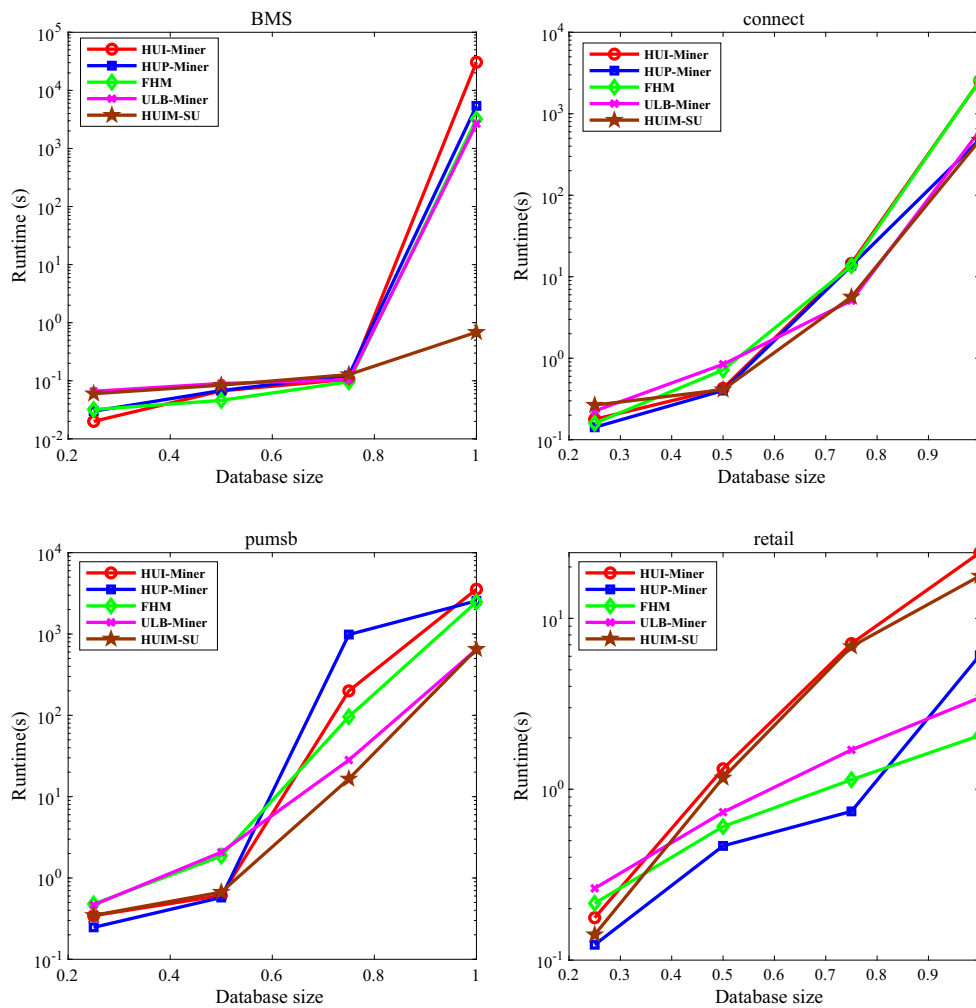 BMS
10^5
10^4
10^3
10^2
10^1
10^0
10^-1
10^-2
Runtime (s)
HUI-Miner
HUP-Miner
FHM
ULB-Miner
HUIM-SU
0.2 0.4 0.6 0.8 1
Database size
connect
10^4
10^3
10^2
10^1
10^0
10^-1
Runtime(s)
HUI-Miner
HUP-Miner
FHM
ULB-Miner
HUIM-SU
0.2 0.3 0.4 0.5 0.6 0.7 0.8 0.9 1
Database size
pumsb
10^4
10^3
10^2
10^1
10^0
10^-1
Runtime(s)
HUI-Miner
HUP-Miner
FHM
ULB-Miner
HUIM-SU
0.2 0.4 0.6 0.8 1
Database size
retail
10^1
10^0
10^-1
Runtime(s)
HUI-Miner
HUP-Miner
FHM
ULB-Miner
HUIM-SU
0.2 0.3 0.4 0.5 0.6 0.7 0.8 0.9 1
Database size